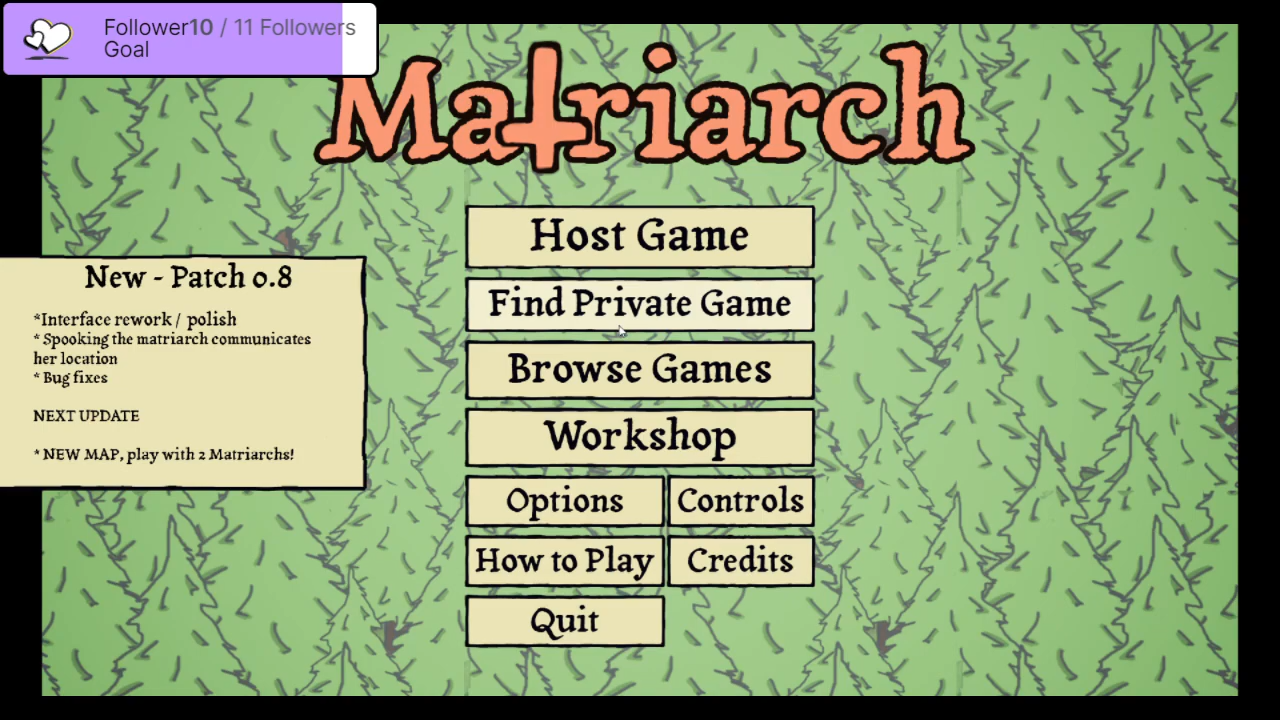 Follower10 / 11 Followers
Goal
Matriarch
Host Game
Find Private Game
Browse Games
Workshop
Options
Controls
How to Play
Credits
Quit
New - Patch 0.8
*Interface rework / polish
* Spooking the matriarch communicates
her location
* Bug fixes
NEXT UPDATE
* NEW MAP, play with 2 Matriarchs!